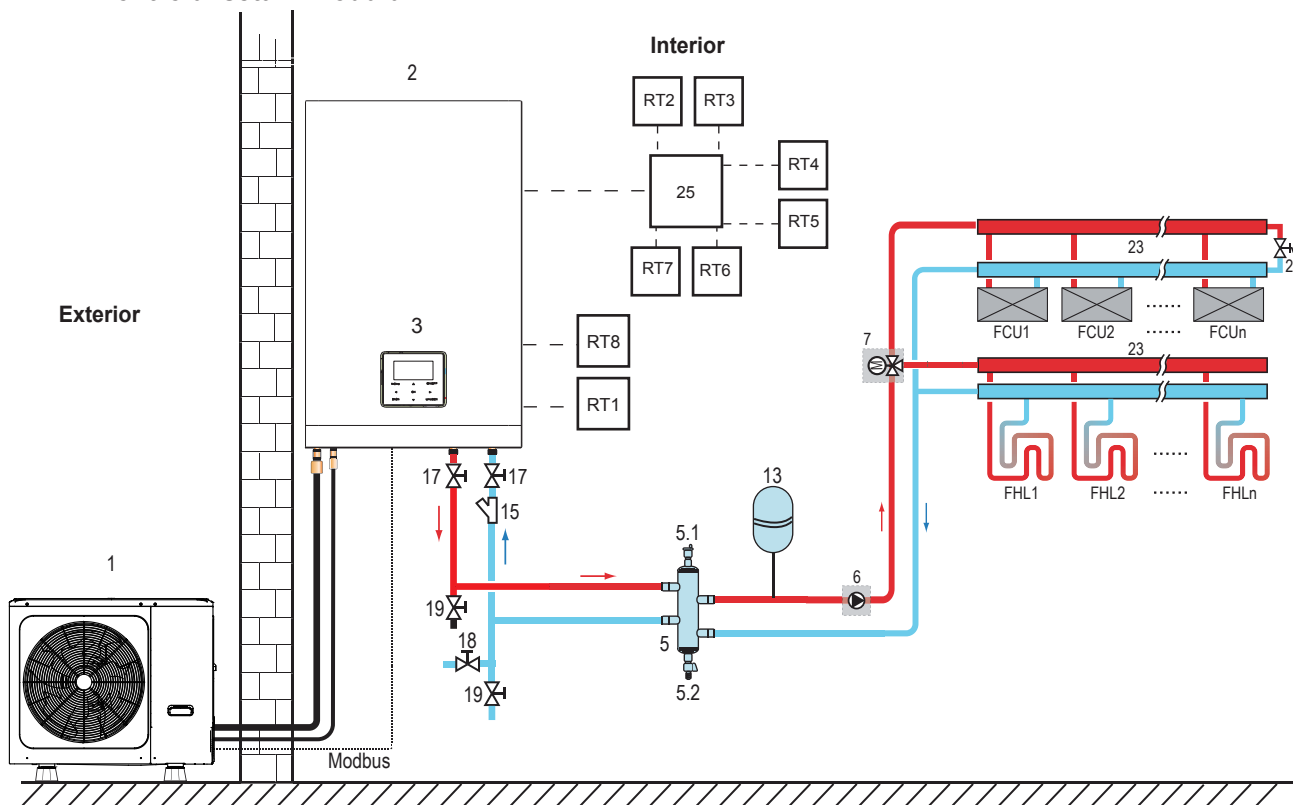 Interior
2
RT2
RT3
RT4
25
RT5
RT7
RT6
23
2
Exterior
3
RT8
FCU1
FCU2
......
......
FCUn
7
23
M
RT1
17
17
13
15
FHL1
FHL2
......
......
FHLn
5.1
1
6
19
18
5
19
5.2
Modbus